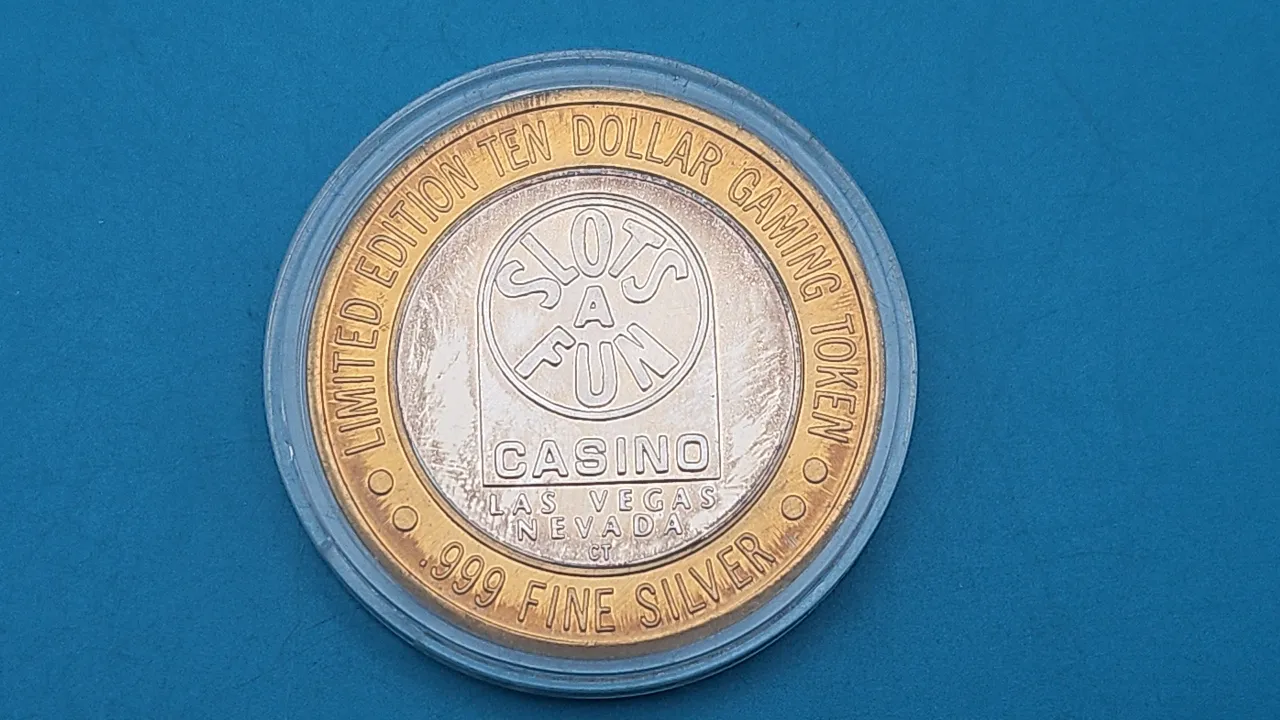 LIMITED EDITION TEN DOLLAR GAMING TOKEN
SLOTS
A
FUN
CASINO
LAS VEGAS
NEVADA
CT
.999 FINE SILVER